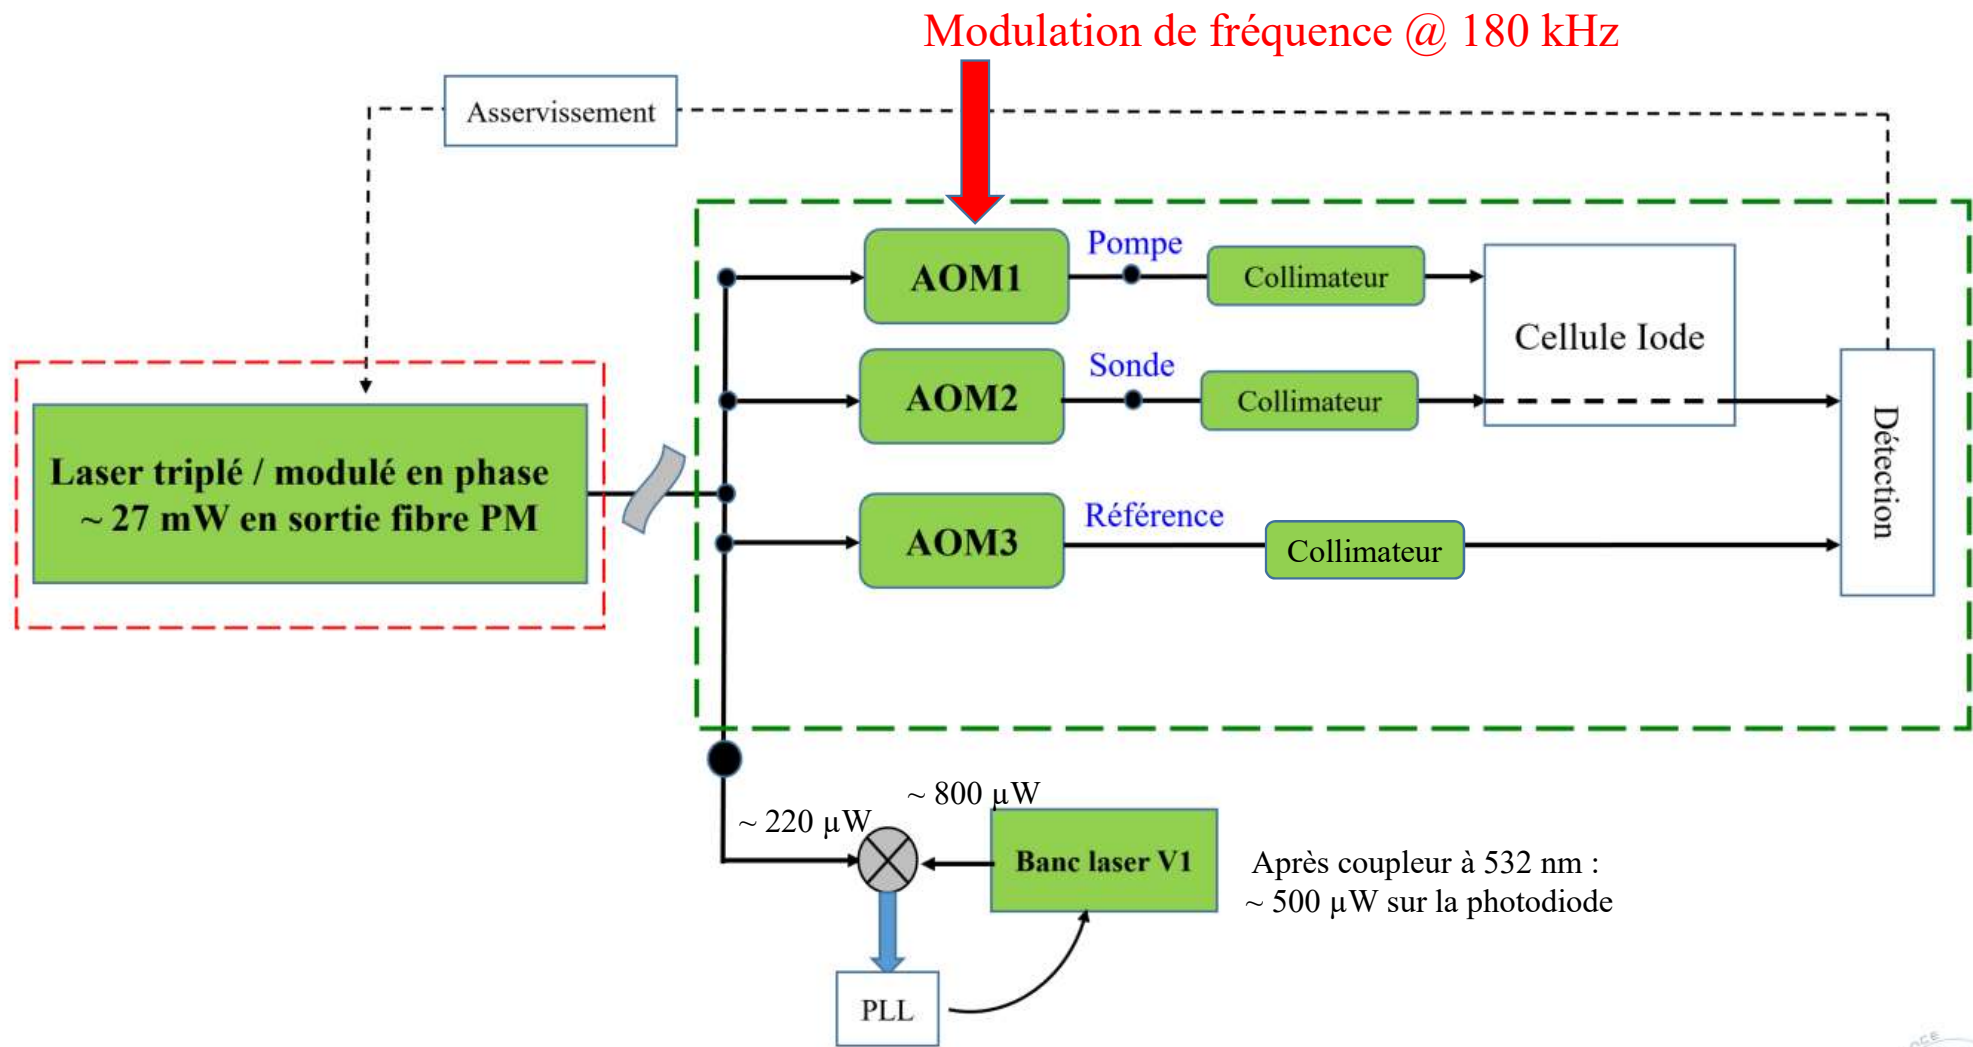 Modulation de fréquence @ 180 kHz
Asservissement
AOM1
Pompe
Collimateur
Cellule Iode
AOM2
Sonde
Collimateur
Détection
Laser triplé / modulé en phase
~ 27 mW en sortie fibre PM
AOM3
Référence
Collimateur
~ 800 µW
~ 220 µW
Banc laser V1
Après coupleur à 532 nm :
~ 500 µW sur la photodiode
PLL